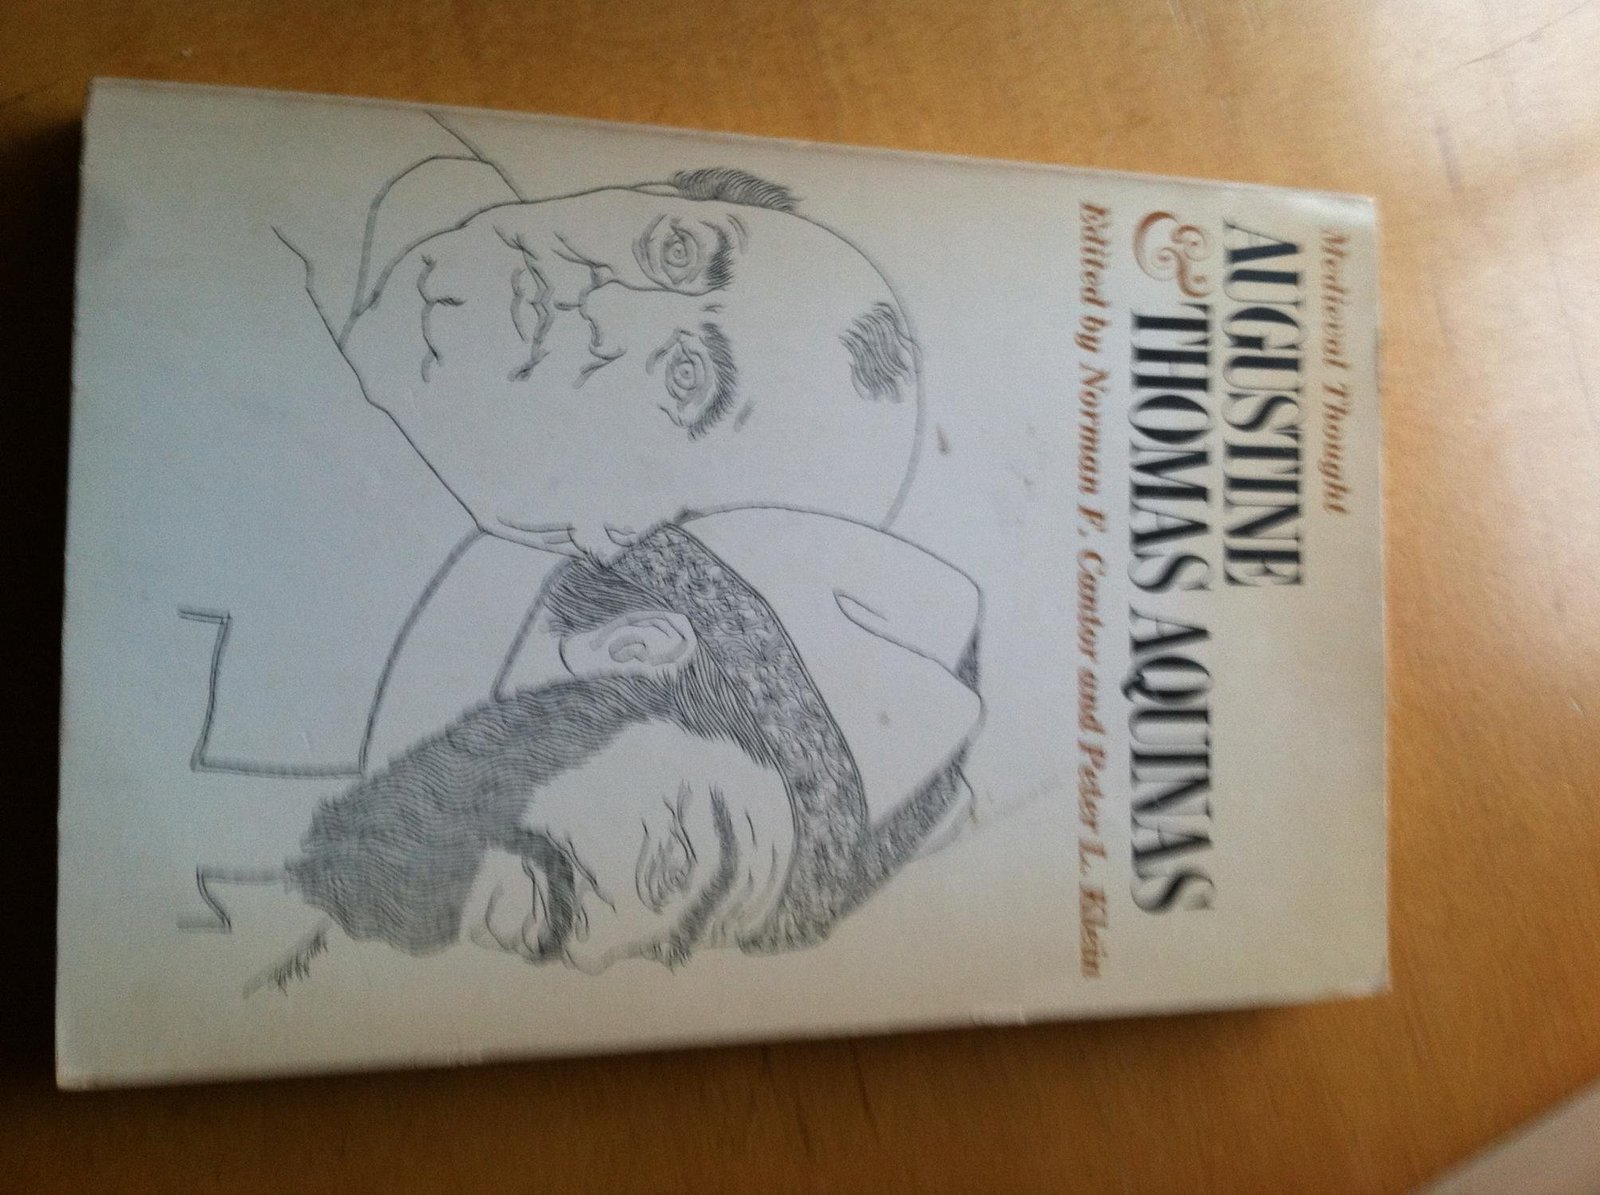 Medieval Thought
AUGUSTINE
& THOMAS AQUINAS
Edited by Norman F. Cantor and Peter L. Klein